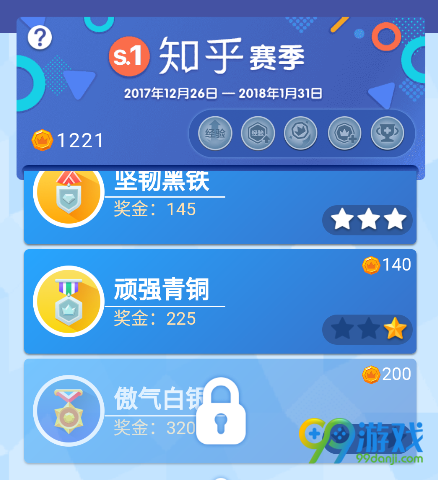 ?
s.1 知乎赛季
2017年12月26日 — 2018年1月31日
1221
经验 经验
坚韧黑铁
奖金：145
140
顽强青铜
奖金：225
200
傲气白银
奖金：320
99游戏
99danji.com